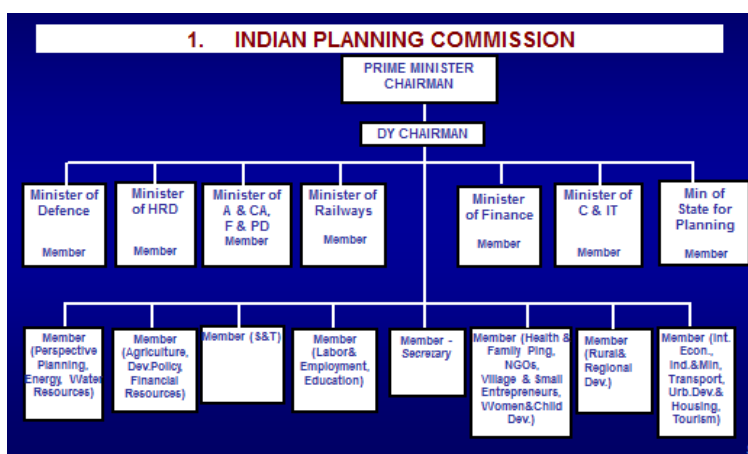 1. INDIAN PLANNING COMMISSION
PRIME MINISTER
CHAIRMAN
DY CHAIRMAN
Minister of
Defence
Member
Minister
of HRD
Member
Minister of
A & CA,
F & PD
Member
Minister of
Railways
Member
Minister
of Finance
Member
Minister of
C & IT
Member
Min of
State for
Planning
Member
Member
(Perspective
Planning,
Energy, Water
Resources)
Member
(Agriculture,
Dev.Policy,
Financial
Resources)
Member (S&T)
Member
(Labor&
Employment,
Education)
Member -
Secretary
Member (Health &
Family Plng,
NGOs,
Village & Small
Entrepreneurs,
Women&Child
Dev.)
Member
(Rural&
Regional
Dev.)
Member (Int.
Econ.,
Ind.&Min,
Transport,
Urb.Dev.&
Housing,
Tourism)